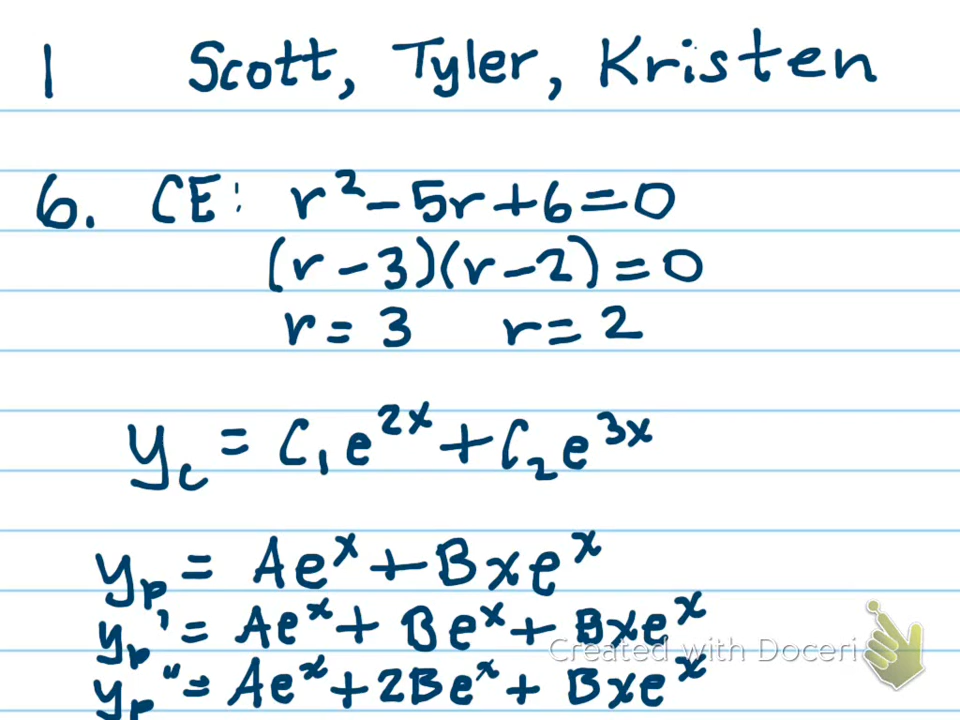 1 Scott, Tyler, Kristen
6. CE: r² - 5r + 6 = 0
(r - 3)(r - 2) = 0
r = 3 r = 2
y_c = C₁e^{2x} + C₂e^{3x}
y_p = Ae^x + Bxe^x
y_p' = Ae^x + Be^x + Bxe^x
Created with Doceri
y_p'' = Ae^x + 2Be^x + Bxe^x